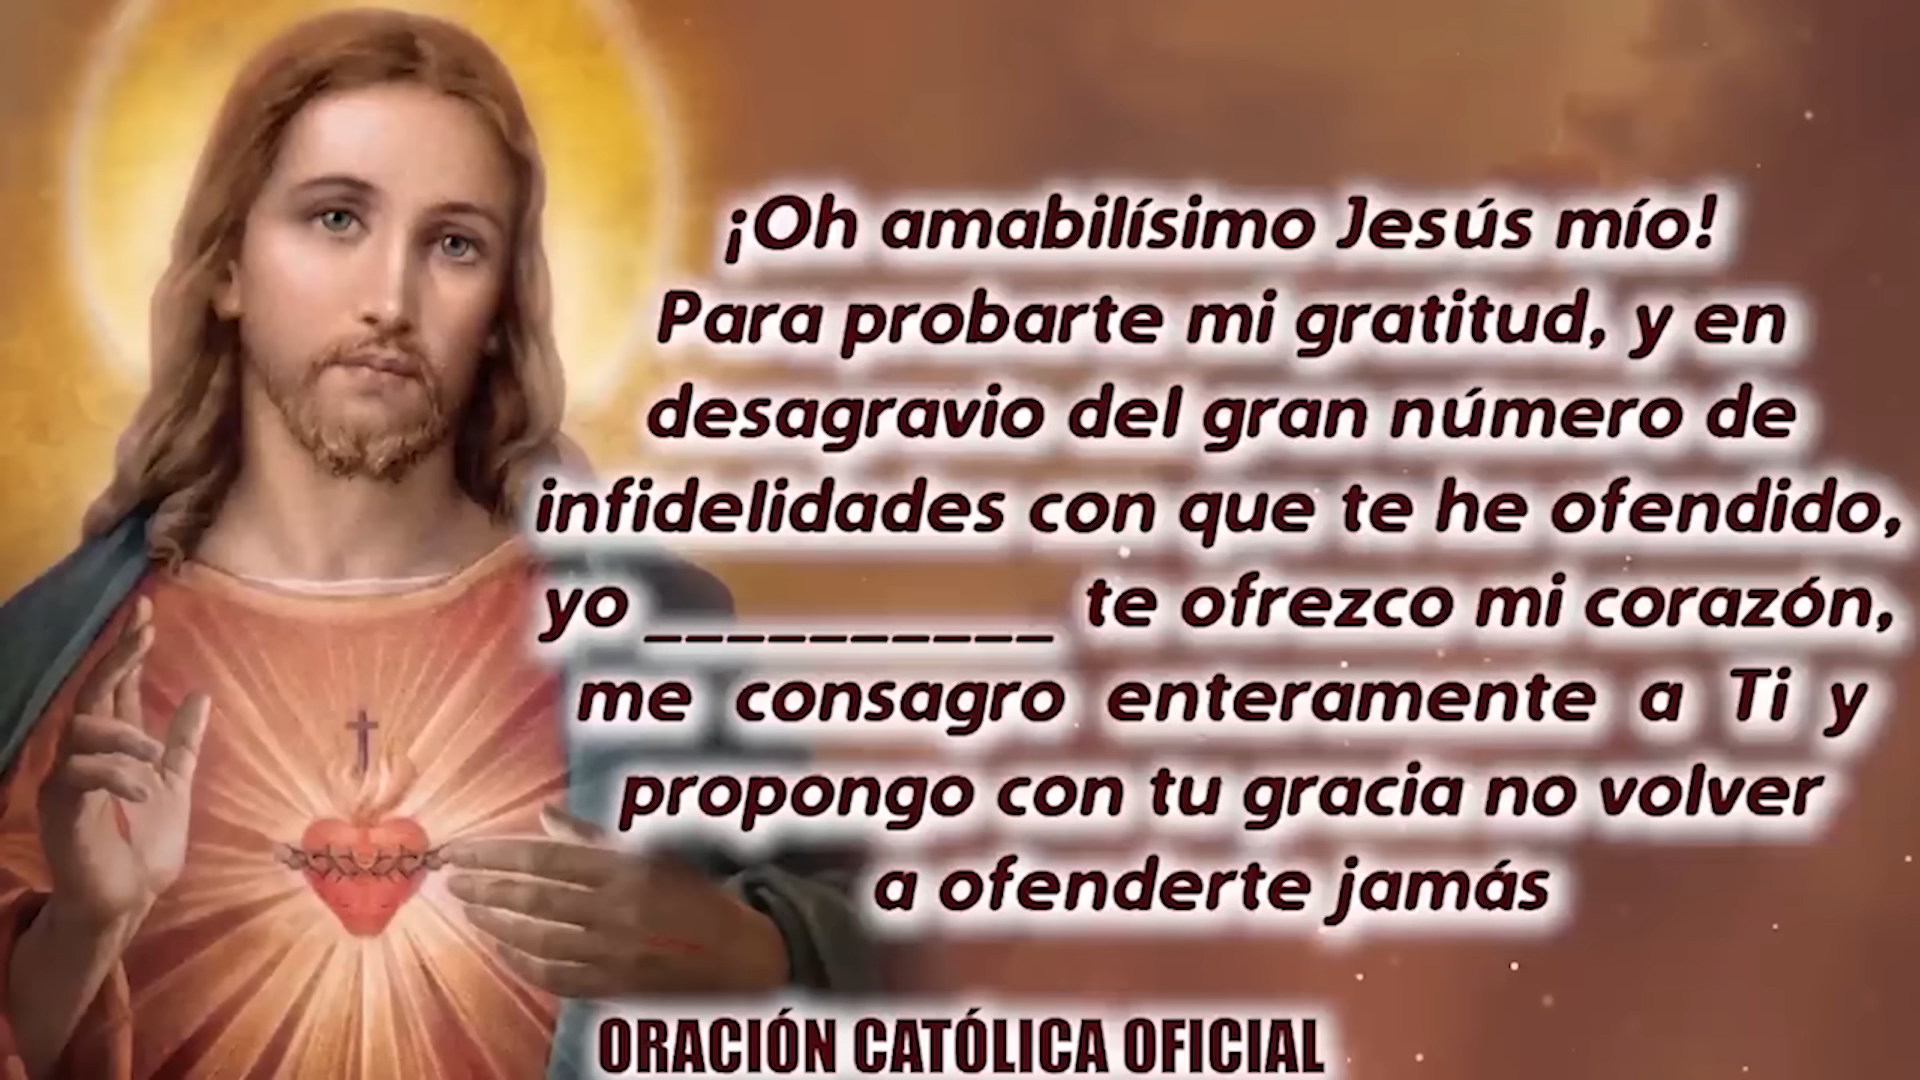 ¡Oh amabilísimo Jesús mío!
Para probarte mi gratitud, y en
desagravio del gran número de
infidelidades con que te he ofendido,
yo __________ te ofrezco mi corazón,
me consagro enteramente a Ti y
propongo con tu gracia no volver
a ofenderte jamás
ORACIÓN CATÓLICA OFICIAL